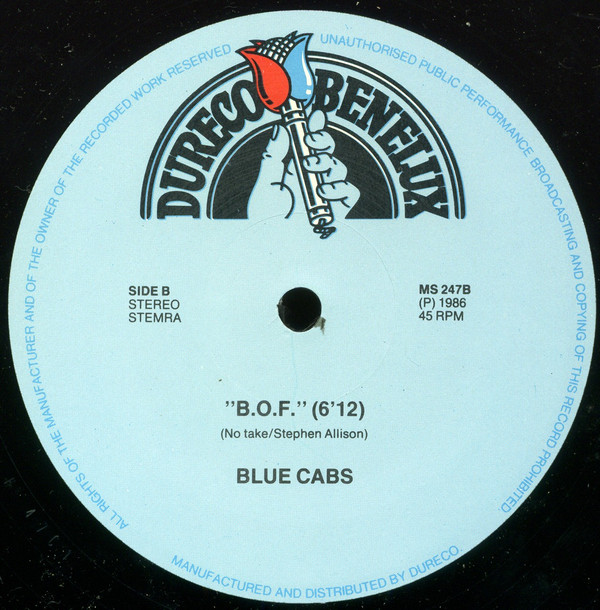 ALL RIGHTS OF THE MANUFACTURER AND OF THE OWNER OF THE RECORDED WORK RESERVED
UNAUTHORISED PUBLIC PERFORMANCE BROADCASTING AND COPYING OF THIS RECORD PROHIBITED
DURECO BENELUX
SIDE B
STEREO
STEMRA
MS 247B
(P) 1986
45 RPM
"B.O.F." (6'12)
(No take/Stephen Allison)
BLUE CABS
MANUFACTURED AND DISTRIBUTED BY DURECO.